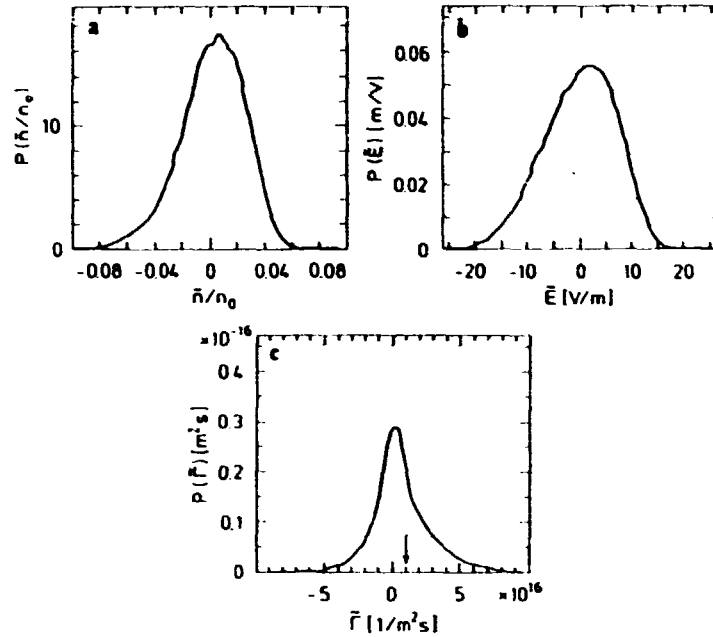 a
P(ñ/n₀)
10
0
-0.08 -0.04 0 0.04 0.08
ñ/n₀
b
P(Ẽ) [m/V]
0.06
0.04
0.02
0
-20 -10 0 10 20
Ẽ [V/m]
×10⁻¹⁶
c
P(Γ̃) [m²s]
0.4
0.3
0.2
0.1
0
-5 0 5 ×10¹⁶
Γ̃ [1/m²s]